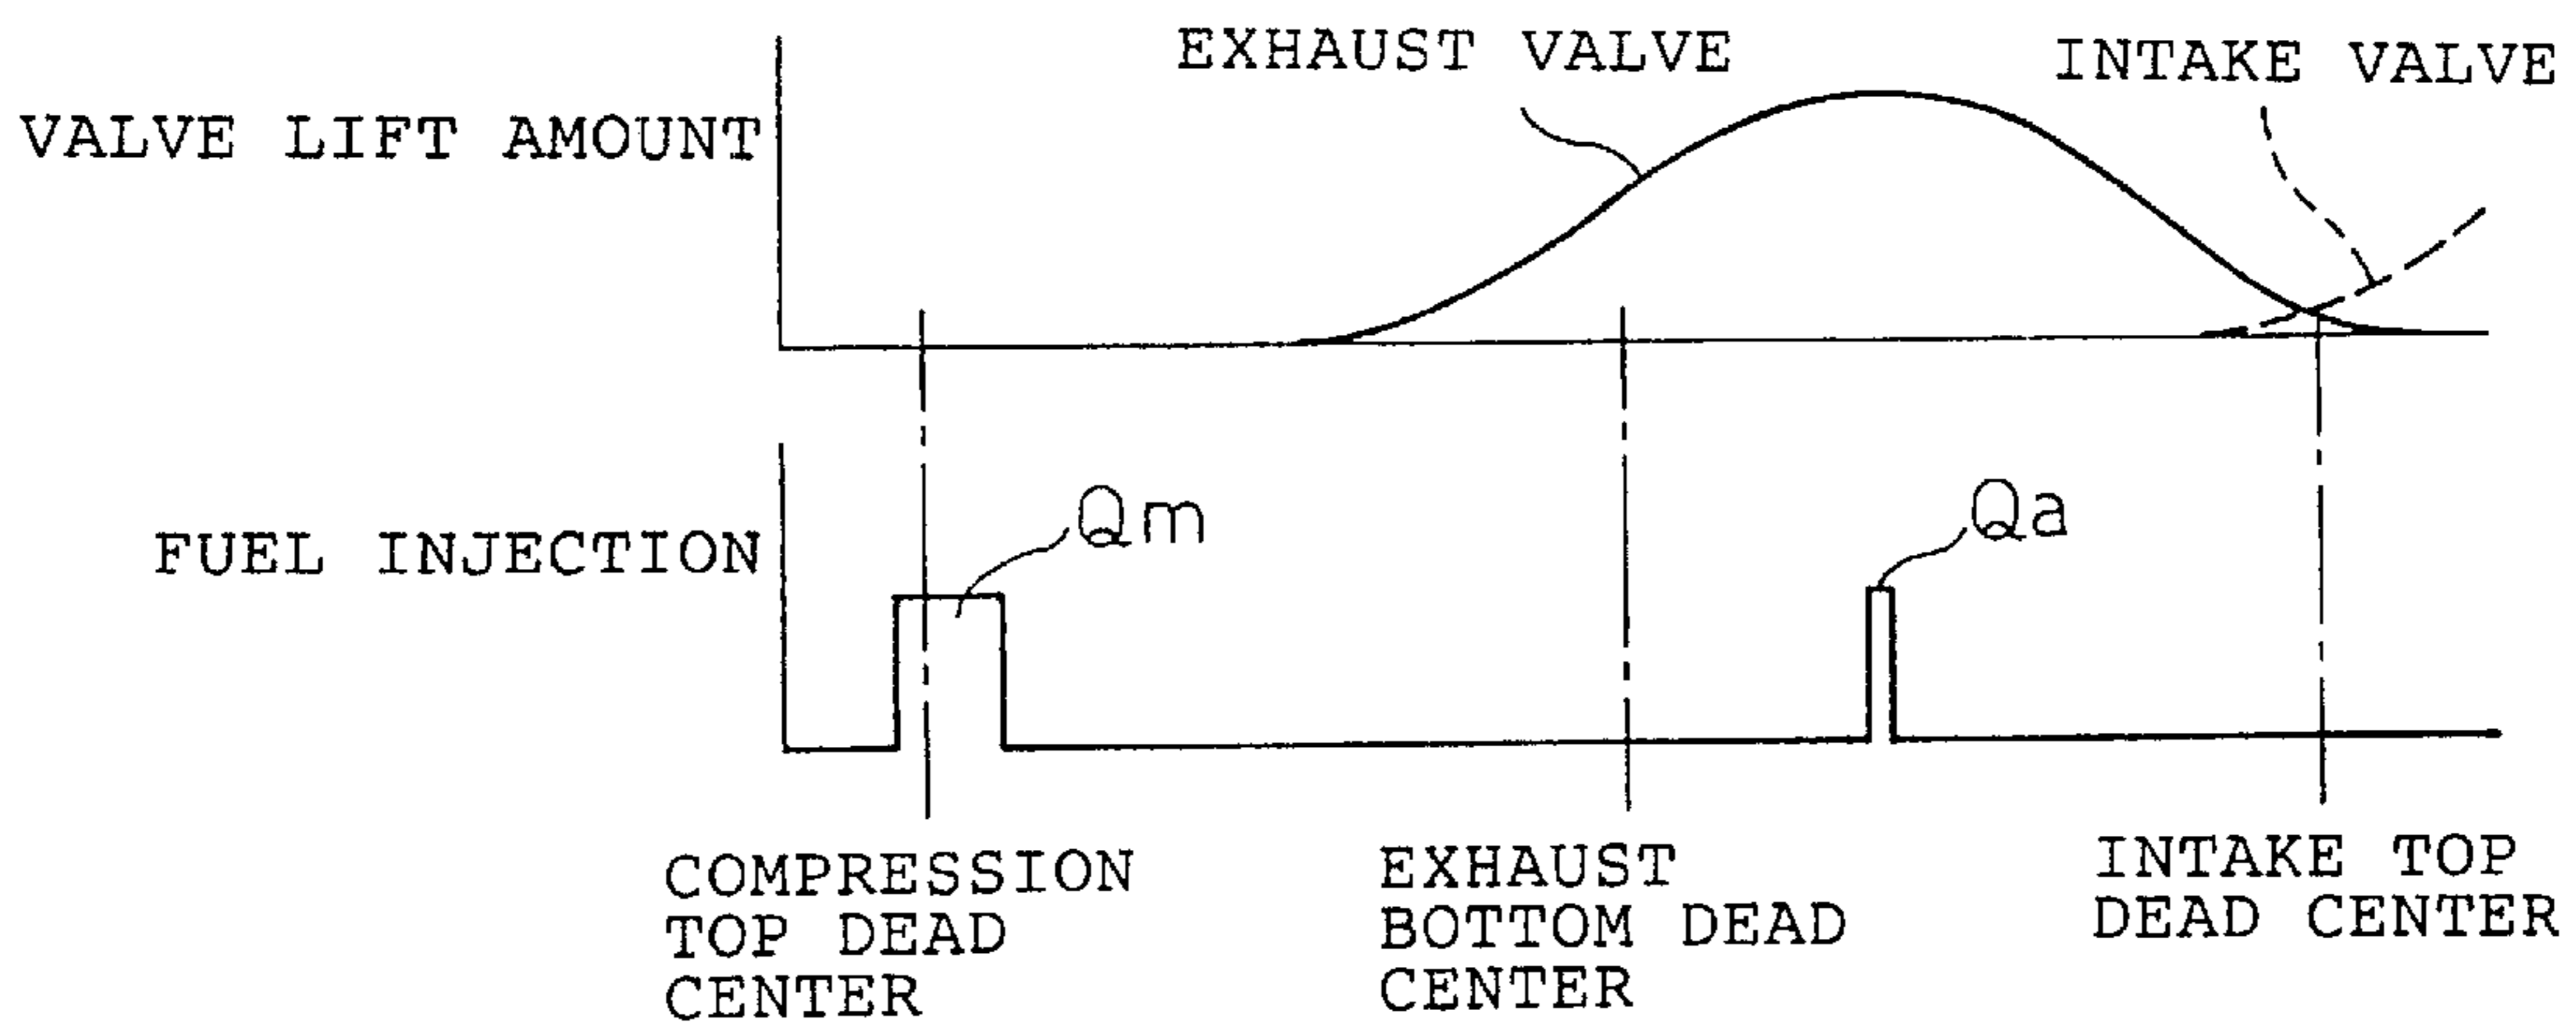 EXHAUST VALVE
INTAKE VALVE
VALVE LIFT AMOUNT
Qm
Qa
FUEL INJECTION
COMPRESSION
TOP DEAD
CENTER
EXHAUST
BOTTOM DEAD
CENTER
INTAKE TOP
DEAD CENTER